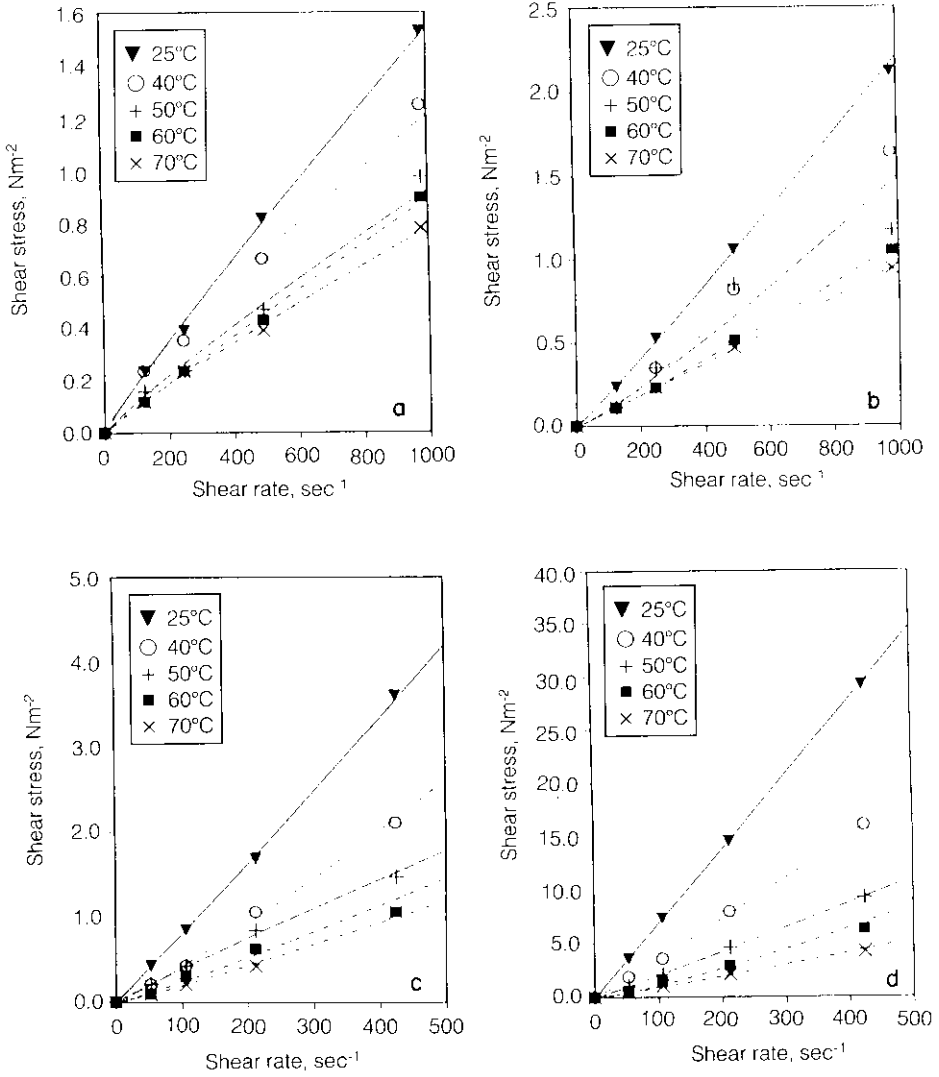 1.6
1.4
1.2
1.0
0.8
0.6
0.4
0.2
0.0
Shear stress, Nm⁻²
25°C
40°C
50°C
60°C
70°C
a
0 200 400 600 800 1000
Shear rate, sec⁻¹
2.5
2.0
1.5
1.0
0.5
0.0
Shear stress, Nm⁻²
25°C
40°C
50°C
60°C
70°C
b
0 200 400 600 800 1000
Shear rate, sec⁻¹
5.0
4.0
3.0
2.0
1.0
0.0
Shear stress, Nm⁻²
25°C
40°C
50°C
60°C
70°C
c
0 100 200 300 400 500
Shear rate, sec⁻¹
40.0
35.0
30.0
25.0
20.0
15.0
10.0
5.0
0.0
Shear stress, Nm⁻²
25°C
40°C
50°C
60°C
70°C
d
0 100 200 300 400 500
Shear rate, sec⁻¹